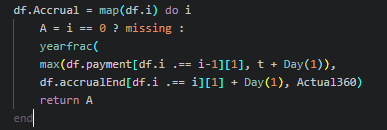 df.Accrual = map(df.i) do i
    A = i == 0 ? missing :
    yearfrac(
    max(df.payment[df.i .== i-1][1], t + Day(1)),
    df.accrualEnd[df.i .== i][1] + Day(1), Actual360)
    return A
end